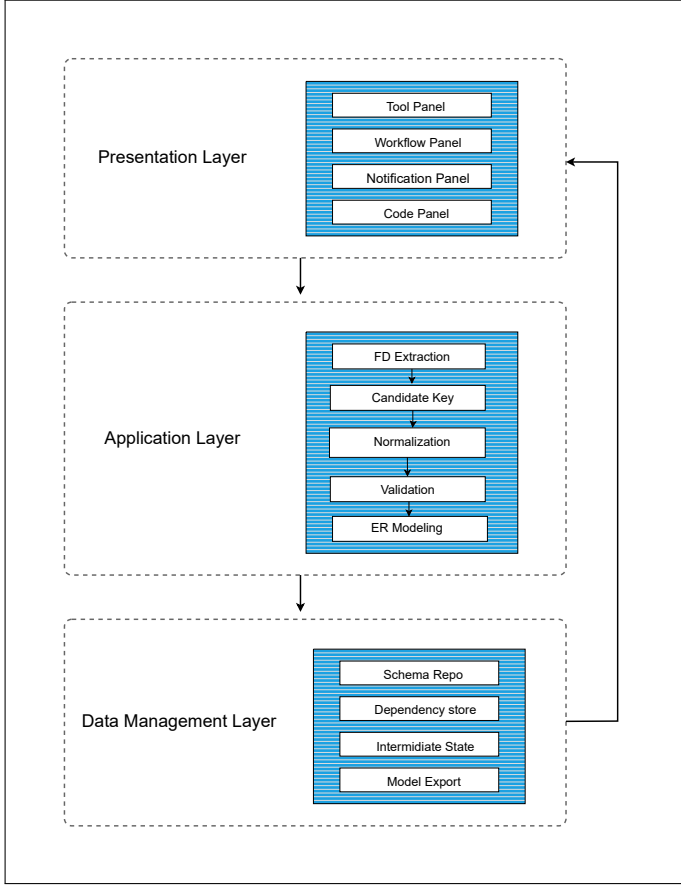 Presentation Layer
Tool Panel
Workflow Panel
Notification Panel
Code Panel
Application Layer
FD Extraction
Candidate Key
Normalization
Validation
ER Modeling
Data Management Layer
Schema Repo
Dependency store
Intermidiate State
Model Export